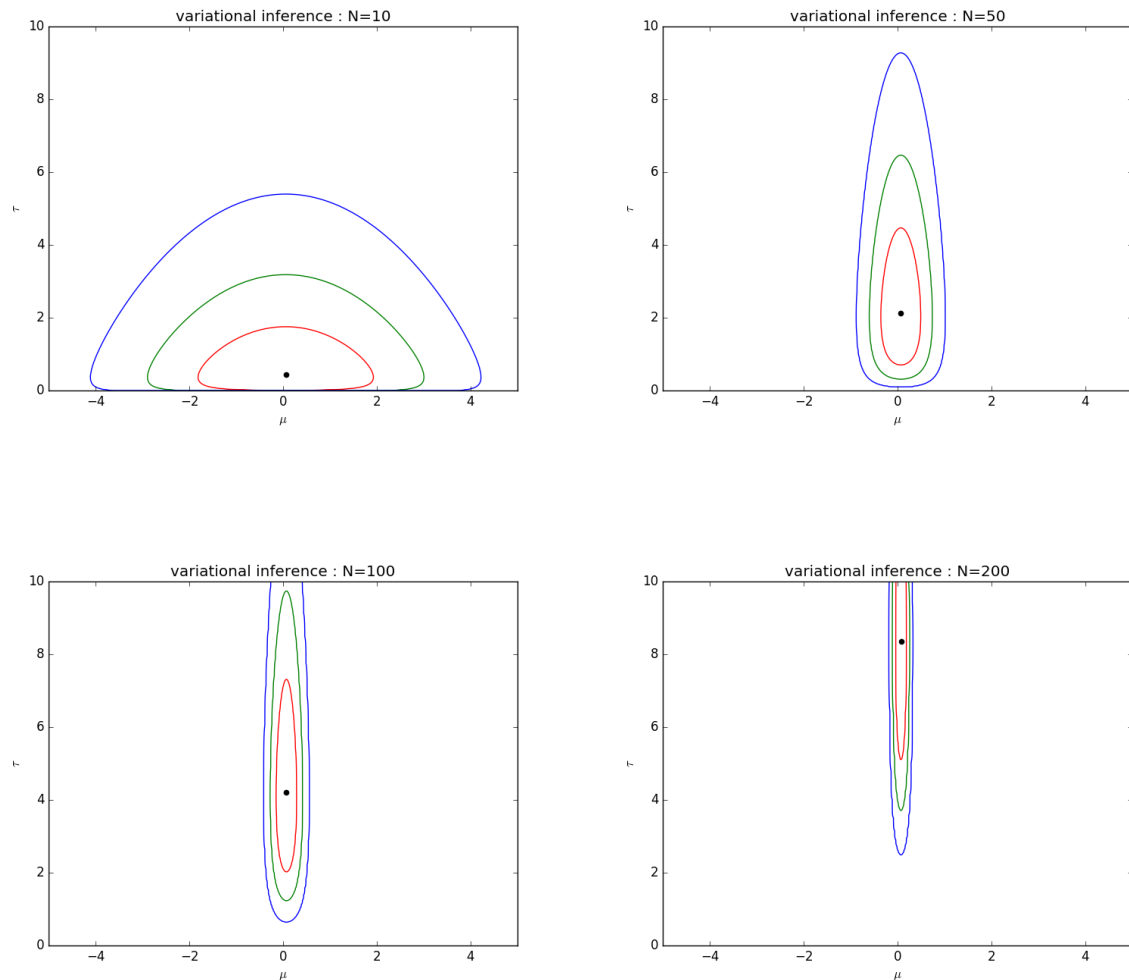 variational inference : N=10
10
8
6
4
2
0
τ
−4 −2 0 2 4
μ
variational inference : N=50
10
8
6
4
2
0
τ
−4 −2 0 2 4
μ
variational inference : N=100
10
8
6
4
2
0
τ
−4 −2 0 2 4
μ
variational inference : N=200
10
8
6
4
2
0
τ
−4 −2 0 2 4
μ